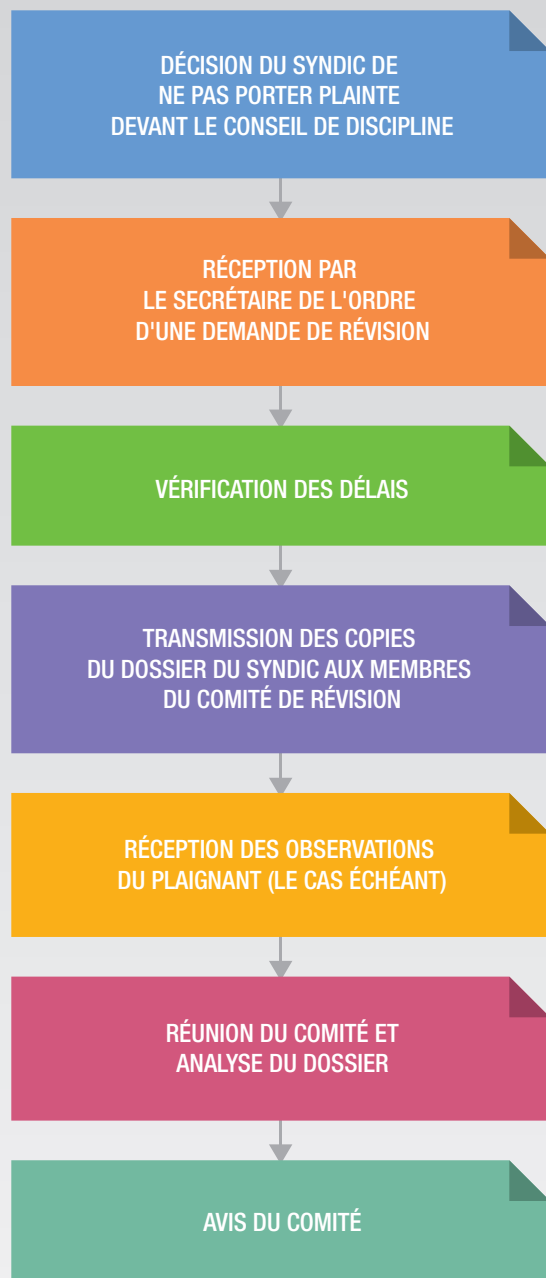 DÉCISION DU SYNDIC DE
NE PAS PORTER PLAINTE
DEVANT LE CONSEIL DE DISCIPLINE
RÉCEPTION PAR
LE SECRÉTAIRE DE L'ORDRE
D'UNE DEMANDE DE RÉVISION
VÉRIFICATION DES DÉLAIS
TRANSMISSION DES COPIES
DU DOSSIER DU SYNDIC AUX MEMBRES
DU COMITÉ DE RÉVISION
RÉCEPTION DES OBSERVATIONS
DU PLAIGNANT (LE CAS ÉCHÉANT)
RÉUNION DU COMITÉ ET
ANALYSE DU DOSSIER
AVIS DU COMITÉ